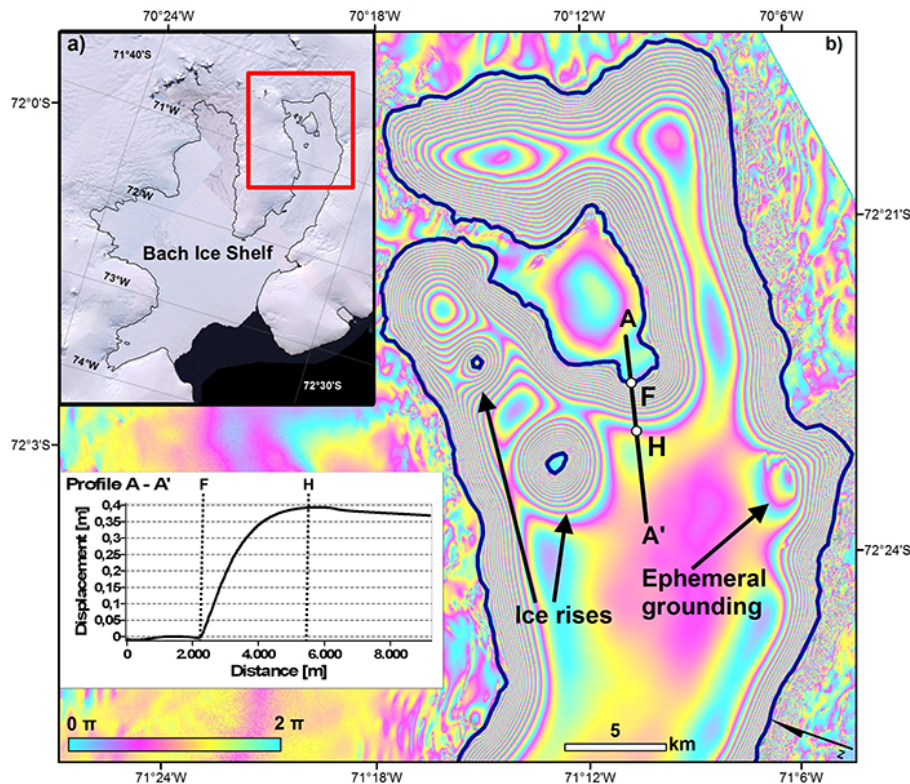 70°24'W
70°18'W
70°12'W
70°6'W
a)
b)
71°40'S
71°W
72°W
73°W
74°W
Bach Ice Shelf
72°30'S
72°0'S
72°3'S
72°21'S
72°24'S
A
F
H
A'
Ice rises
Ephemeral
grounding
Profile A - A'
F
H
Displacement [m]
0,4
0,35
0,3
0,25
0,2
0,15
0,1
0,05
0
0
2.000
4.000
6.000
8.000
Distance [m]
0 π
2 π
5
km
z
71°24'W
71°18'W
71°12'W
71°6'W